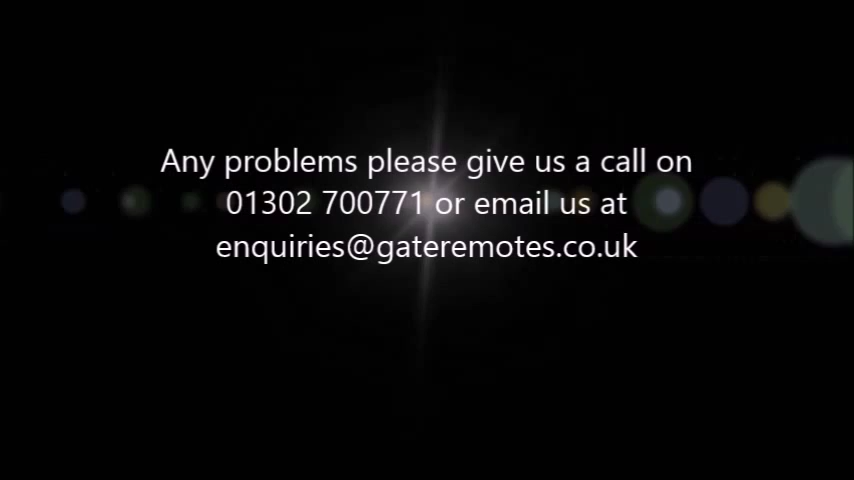 Any problems please give us a call on
01302 700771 or email us at
enquiries@gateremotes.co.uk